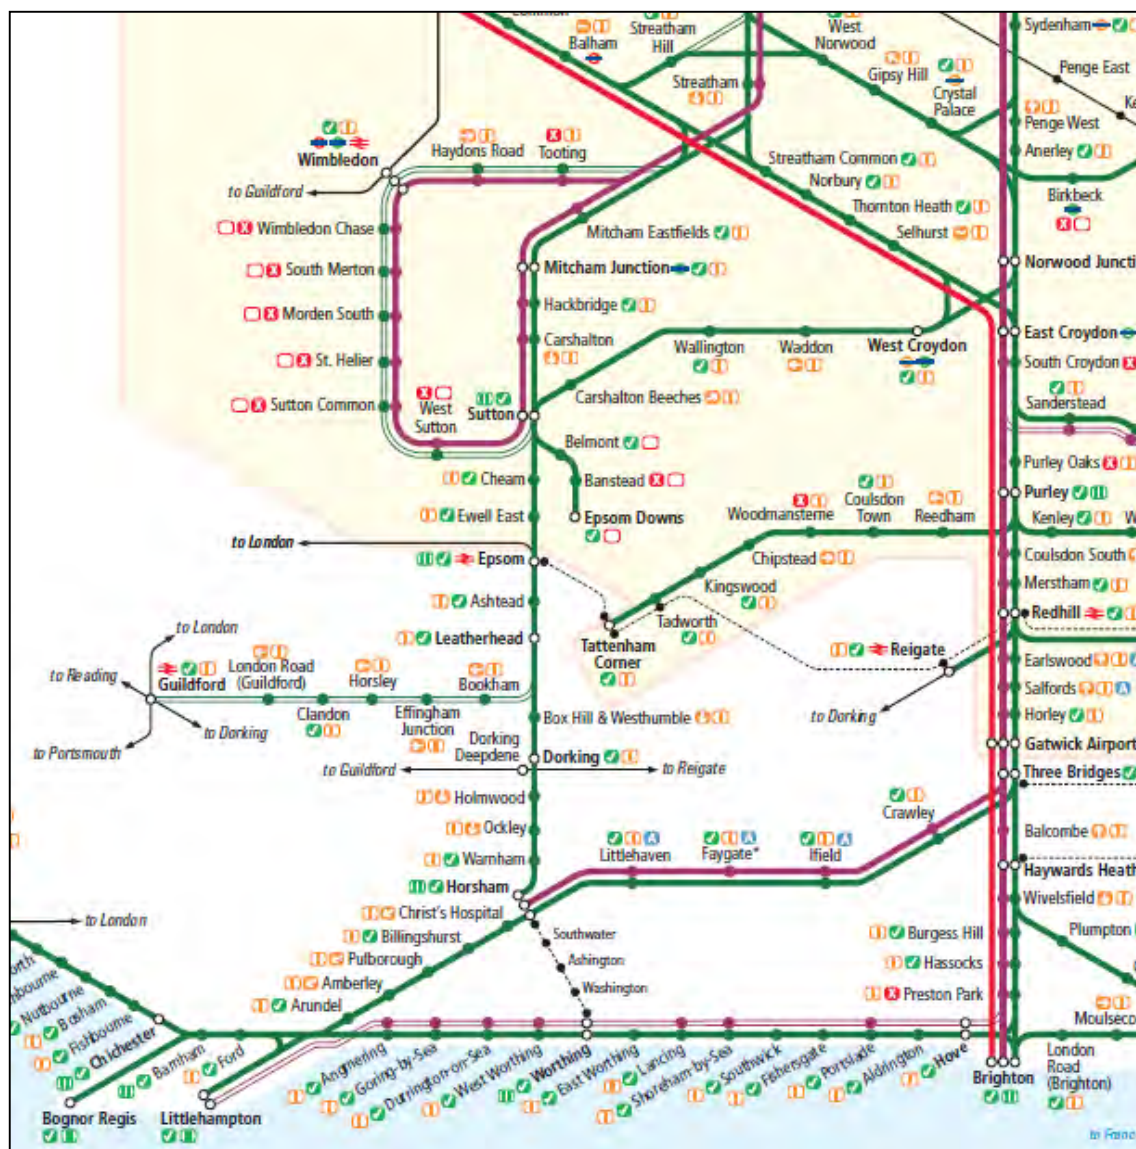 Common
Balham
Streatham
Hill
West
Norwood
Sydenham
Penge East
Streatham
Gipsy Hill
Crystal
Palace
Penge West
Wimbledon
Haydons Road
Tooting
Anerley
Streatham Common
Norbury
to Guildford
Birkbeck
Thornton Heath
Wimbledon Chase
Mitcham Eastfields
Selhurst
South Merton
Mitcham Junction
Norwood Juncti
Hackbridge
Morden South
Carshalton
Wallington
Waddon
West Croydon
East Croydon
St. Helier
South Croydon
Carshalton Beeches
Sutton Common
West
Sutton
Sutton
Sanderstead
Belmont
Purley Oaks
Cheam
Banstead
Purley
Ewell East
Epsom Downs
Woodmansterne
Coulsdon
Town
Reedham
Kenley
W
to London
Epsom
Chipstead
Coulsdon South
Kingswood
Merstham
Ashtead
Tadworth
Redhill
to London
Leatherhead
Tattenham
Corner
Reigate
Earlswood
to Reading
Guildford
London Road
(Guildford)
Horsley
Bookham
Salfords
Clandon
Effingham
Junction
Box Hill & Westhumble
to Dorking
Horley
to Dorking
to Portsmouth
Dorking
Deepdene
Dorking
Gatwick Airport
to Guildford
to Reigate
Three Bridges
Holmwood
Crawley
Ockley
Littlehaven
Faygate*
Ifield
Balcombe
Warnham
Horsham
Haywards Heath
Christ's Hospital
Wivelsfield
to London
Southwater
Billingshurst
Burgess Hill
Plumpton
Pulborough
Ashington
Hassocks
Amberley
Washington
Preston Park
Arundel
orth
hbourne
Nutbourne
Bosham
Fishbourne
Chichester
Barnham
Ford
Angmering
Goring-by-Sea
Durrington-on-Sea
West Worthing
Worthing
East Worthing
Lancing
Shoreham-by-Sea
Southwick
Fishersgate
Portslade
Aldrington
Hove
Moulseco
Brighton
London
Road
(Brighton)
Bognor Regis
Littlehampton
to Franc